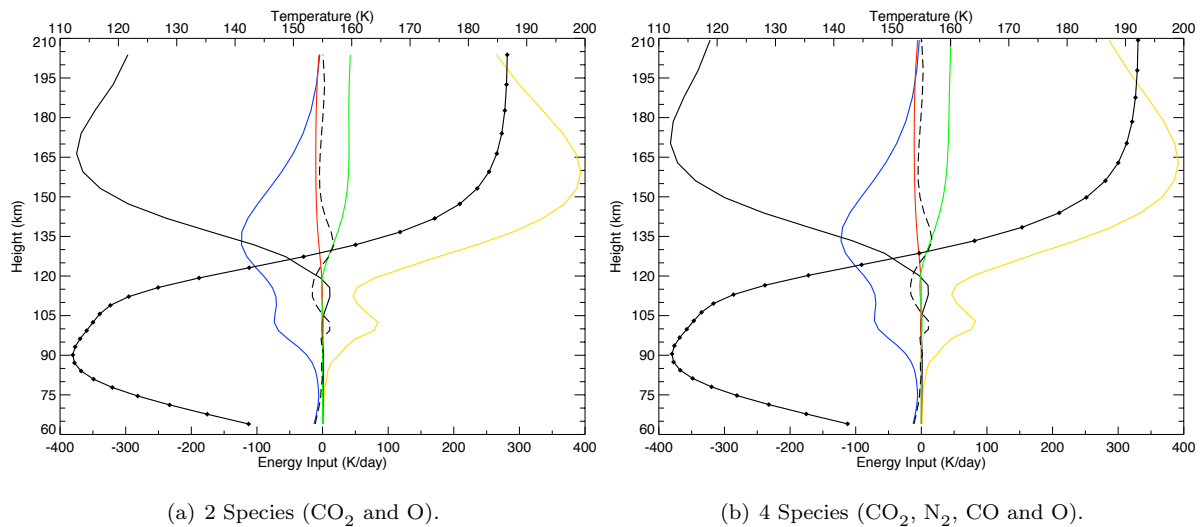 Temperature (K)
110 120 130 140 150 160 170 180 190 200
210
195
180
165
150
135
120
105
90
75
60
Height (km)
-400 -300 -200 -100 0 100 200 300 400
Energy Input (K/day)
(a) 2 Species (CO₂ and O).
Temperature (K)
110 120 130 140 150 160 170 180 190 200
210
195
180
165
150
135
120
105
90
75
60
Height (km)
-400 -300 -200 -100 0 100 200 300 400
Energy Input (K/day)
(b) 4 Species (CO₂, N₂, CO and O).